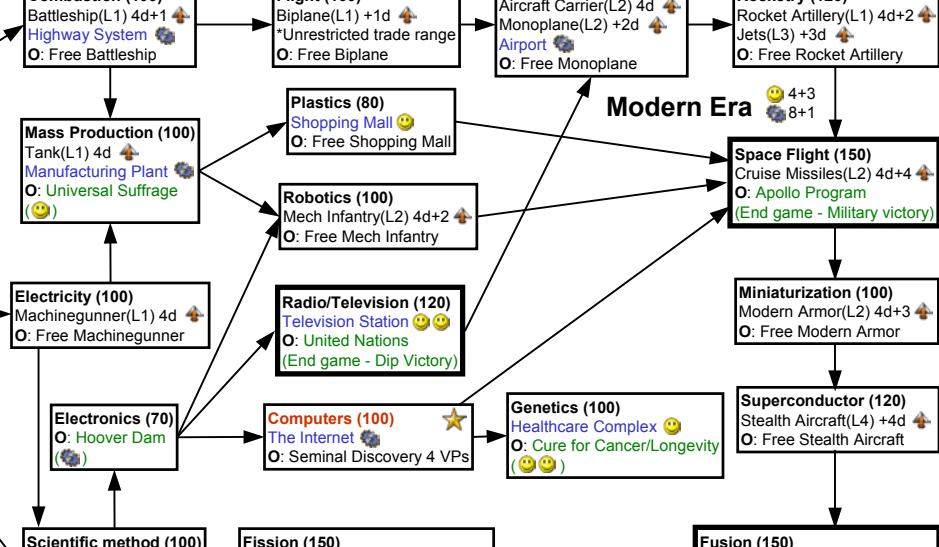 Combustion (100)
Battleship(L1) 4d+1
Highway System
O: Free Battleship
Biplane(L1) +1d
*Unrestricted trade range
O: Free Biplane
Aircraft Carrier(L2) 4d
Monoplane(L2) +2d
Airport
O: Free Monoplane
Rocket Artillery(L1) 4d+2
Jets(L3) +3d
O: Free Rocket Artillery
Modern Era
4+3
8+1
Mass Production (100)
Tank(L1) 4d
Manufacturing Plant
O: Universal Suffrage
( )
Plastics (80)
Shopping Mall
O: Free Shopping Mall
Robotics (100)
Mech Infantry(L2) 4d+2
O: Free Mech Infantry
Space Flight (150)
Cruise Missiles(L2) 4d+4
O: Apollo Program
(End game - Military victory)
Electricity (100)
Machinegunner(L1) 4d
O: Free Machinegunner
Radio/Television (120)
Television Station
O: United Nations
(End game - Dip Victory)
Miniaturization (100)
Modern Armor(L2) 4d+3
O: Free Modern Armor
Electronics (70)
O: Hoover Dam
( )
Computers (100)
The Internet
O: Seminal Discovery 4 VPs
Genetics (100)
Healthcare Complex
O: Cure for Cancer/Longevity
( )
Superconductor (120)
Stealth Aircraft(L4) +4d
O: Free Stealth Aircraft
Scientific method (100)
Fission (150)
Fusion (150)